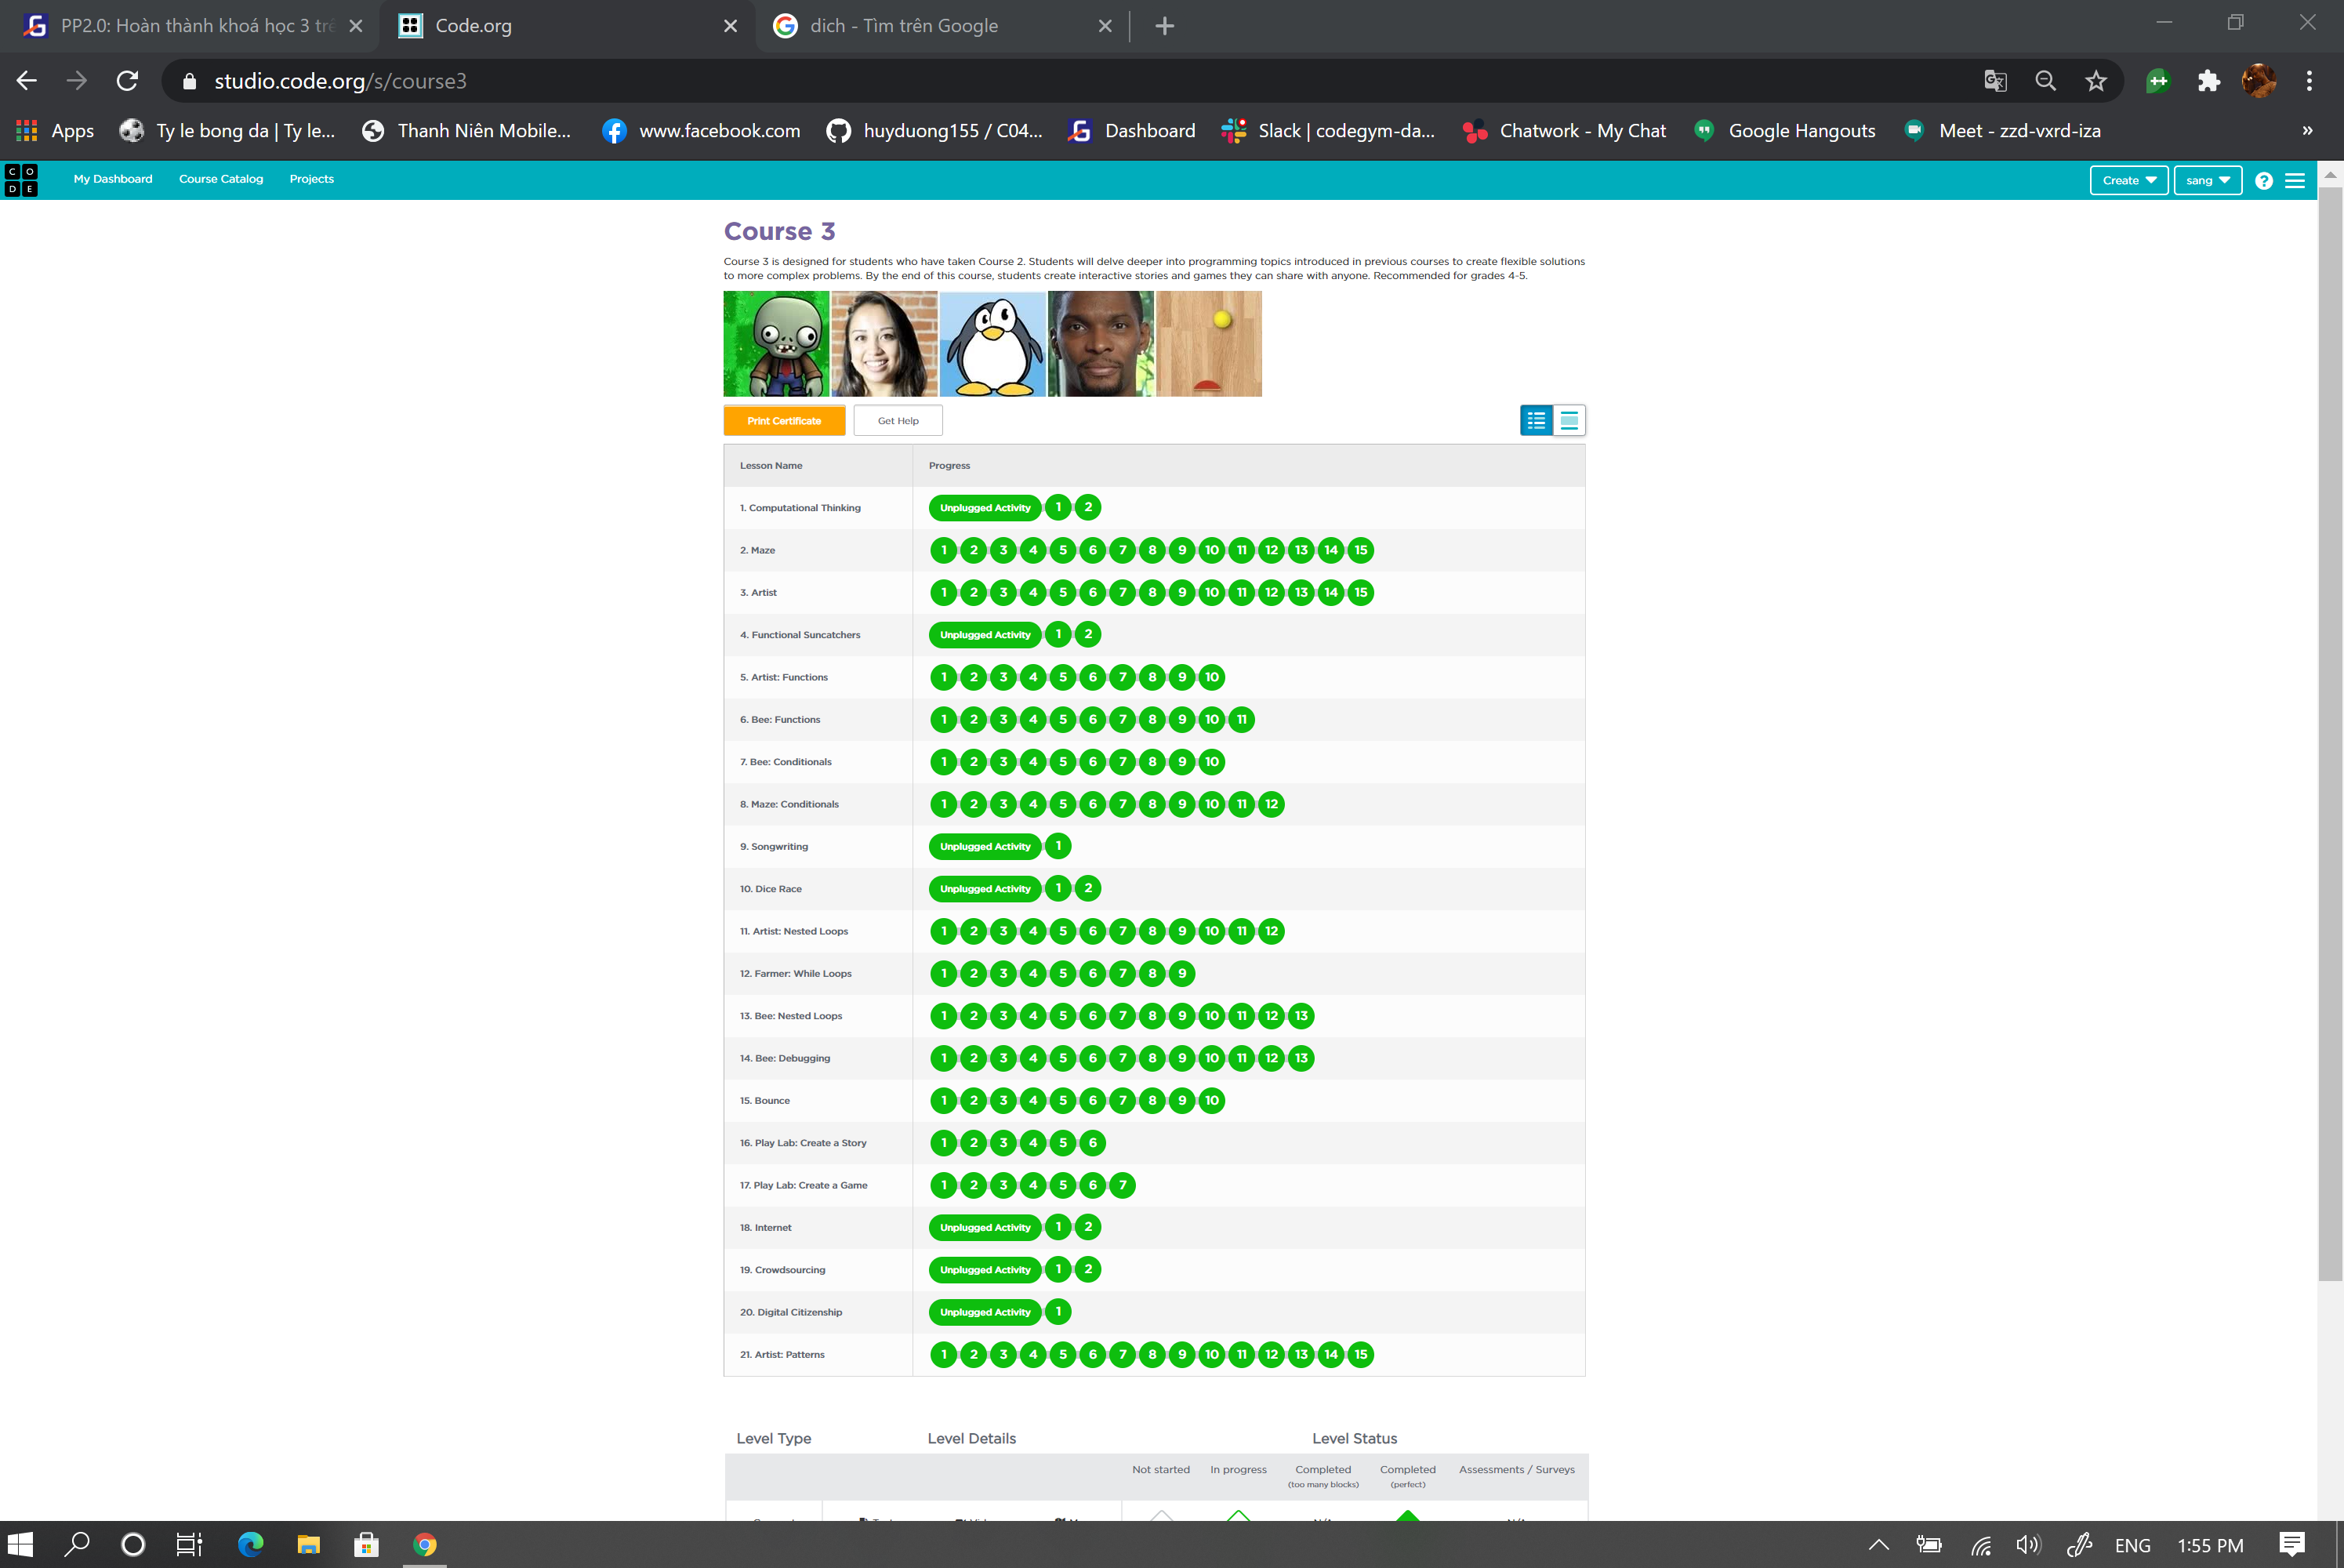 PP2.0: Hoàn thành khoá học 3 trê
Code.org
dich - Tìm trên Google
studio.code.org/s/course3
Apps
Ty le bong da | Ty le...
Thanh Niên Mobile...
www.facebook.com
huyduong155 / C04...
Dashboard
Slack | codegym-da...
Chatwork - My Chat
Google Hangouts
Meet - zzd-vxrd-iza
»
C O
D E
My Dashboard
Course Catalog
Projects
Create
sang
?
Course 3
Course 3 is designed for students who have taken Course 2. Students will delve deeper into programming topics introduced in previous courses to create flexible solutions
to more complex problems. By the end of this course, students create interactive stories and games they can share with anyone. Recommended for grades 4-5.
Print Certificate
Get Help
Lesson Name Progress
1. Computational Thinking Unplugged Activity 1 2
2. Maze 1 2 3 4 5 6 7 8 9 10 11 12 13 14 15
3. Artist 1 2 3 4 5 6 7 8 9 10 11 12 13 14 15
4. Functional Suncatchers Unplugged Activity 1 2
5. Artist: Functions 1 2 3 4 5 6 7 8 9 10
6. Bee: Functions 1 2 3 4 5 6 7 8 9 10 11
7. Bee: Conditionals 1 2 3 4 5 6 7 8 9 10
8. Maze: Conditionals 1 2 3 4 5 6 7 8 9 10 11 12
9. Songwriting Unplugged Activity 1
10. Dice Race Unplugged Activity 1 2
11. Artist: Nested Loops 1 2 3 4 5 6 7 8 9 10 11 12
12. Farmer: While Loops 1 2 3 4 5 6 7 8 9
13. Bee: Nested Loops 1 2 3 4 5 6 7 8 9 10 11 12 13
14. Bee: Debugging 1 2 3 4 5 6 7 8 9 10 11 12 13
15. Bounce 1 2 3 4 5 6 7 8 9 10
16. Play Lab: Create a Story 1 2 3 4 5 6
17. Play Lab: Create a Game 1 2 3 4 5 6 7
18. Internet Unplugged Activity 1 2
19. Crowdsourcing Unplugged Activity 1 2
20. Digital Citizenship Unplugged Activity 1
21. Artist: Patterns 1 2 3 4 5 6 7 8 9 10 11 12 13 14 15
Level Type Level Details Level Status
Not started In progress Completed Completed Assessments / Surveys
(too many blocks) (perfect)
ENG
1:55 PM